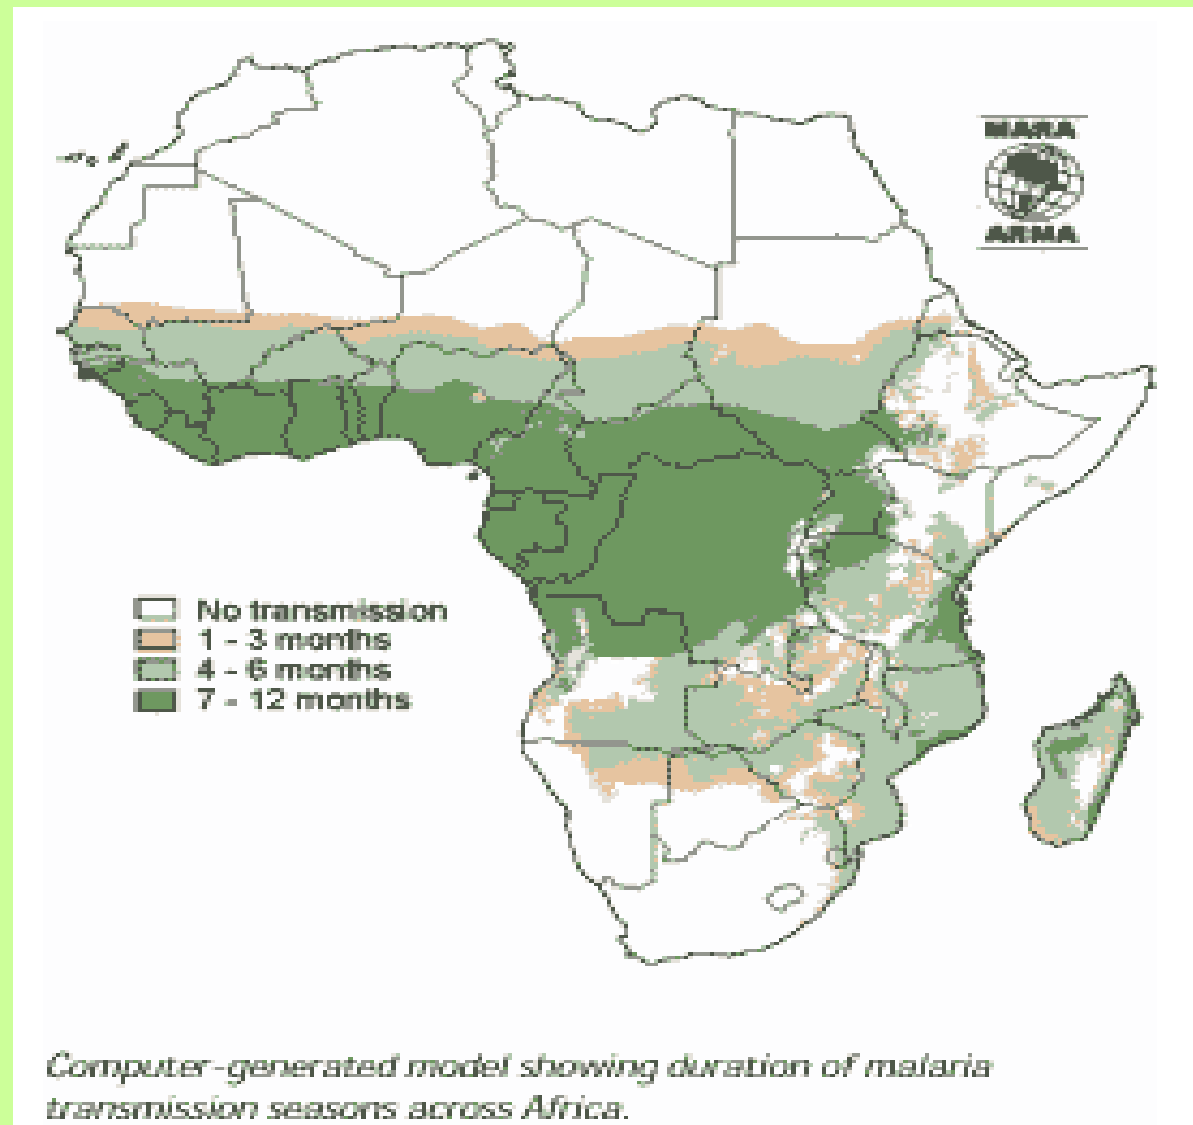 MARA
ARMA
No transmission
1 - 3 months
4 - 6 months
7 - 12 months
Computer-generated model showing duration of malaria
transmission seasons across Africa.